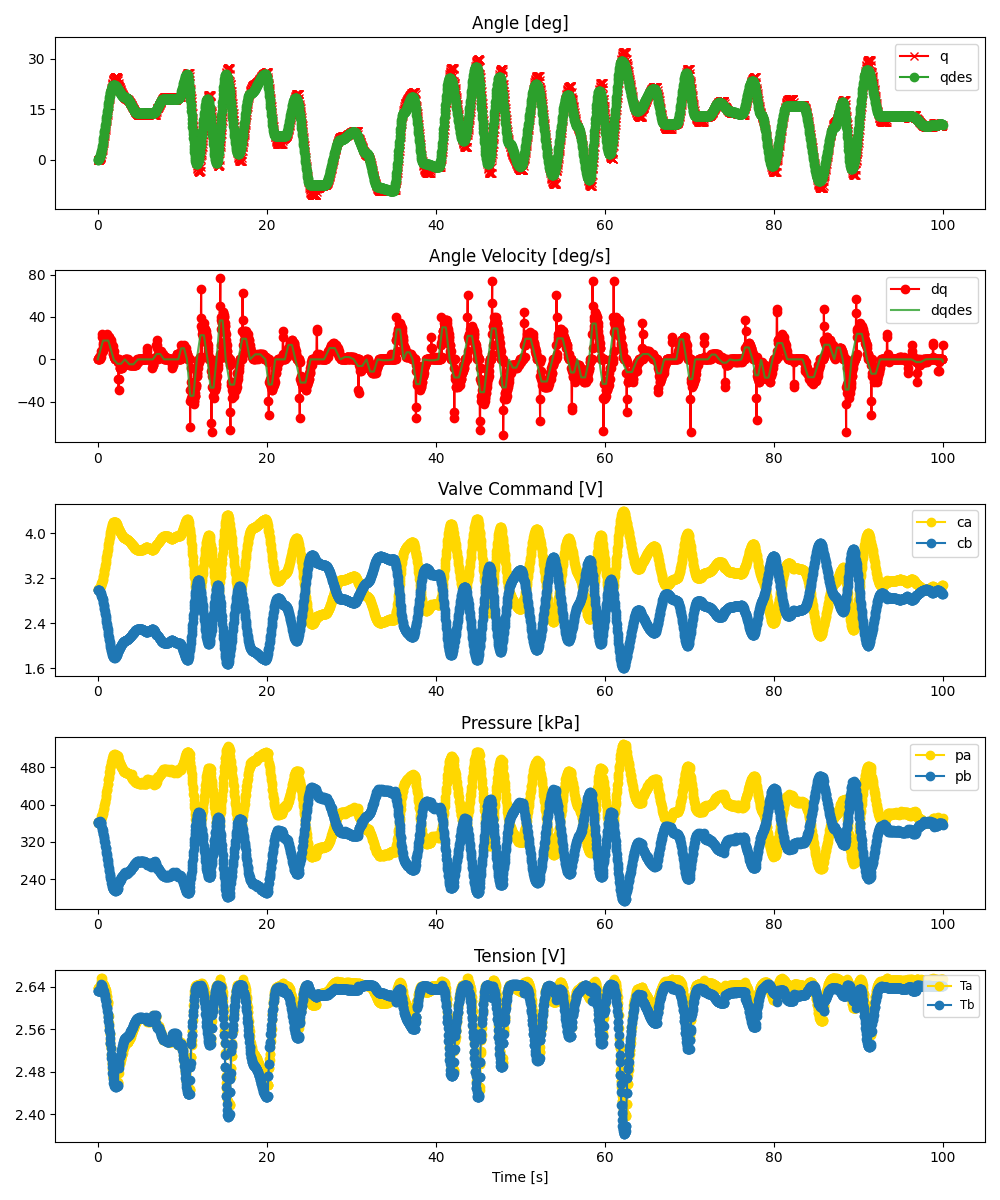 Angle [deg]
30
15
0
q
qdes
0 20 40 60 80 100
Angle Velocity [deg/s]
80
40
0
−40
dq
dqdes
0 20 40 60 80 100
Valve Command [V]
4.0
3.2
2.4
1.6
ca
cb
0 20 40 60 80 100
Pressure [kPa]
480
400
320
240
pa
pb
0 20 40 60 80 100
Tension [V]
2.64
2.56
2.48
2.40
Ta
Tb
0 20 40 60 80 100
Time [s]